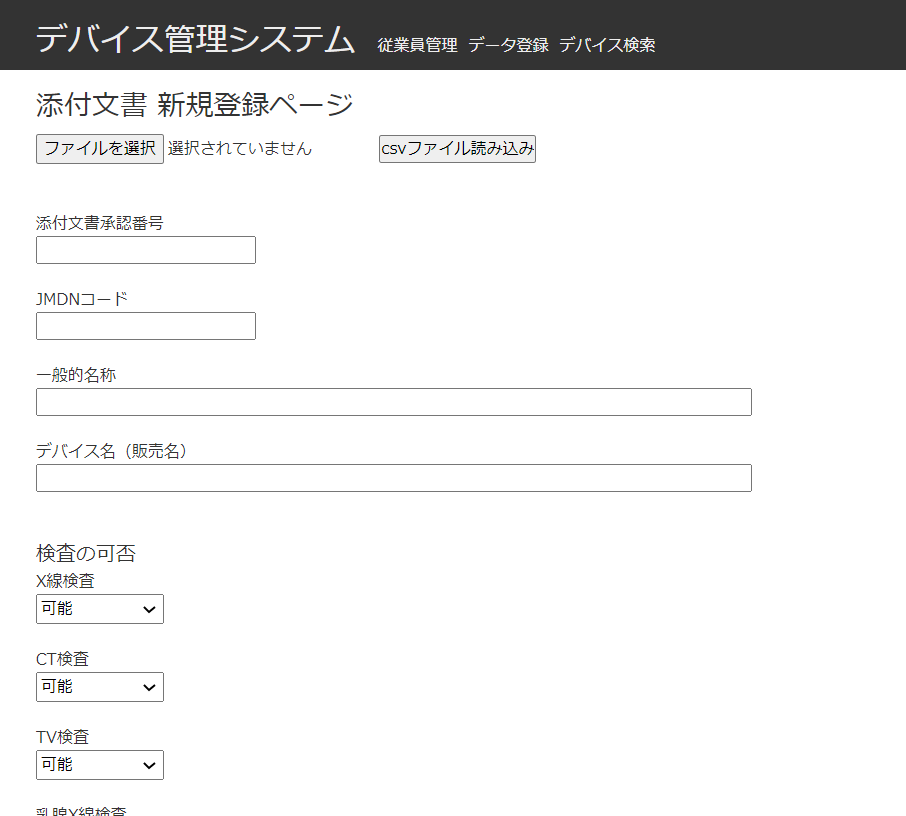 デバイス管理システム 従業員管理 データ登録 デバイス検索
添付文書 新規登録ページ
ファイルを選択 選択されていません csvファイル読み込み
添付文書承認番号
JMDNコード
一般的名称
デバイス名（販売名）
検査の可否
X線検査
可能
CT検査
可能
TV検査
可能
乳腺X線検査